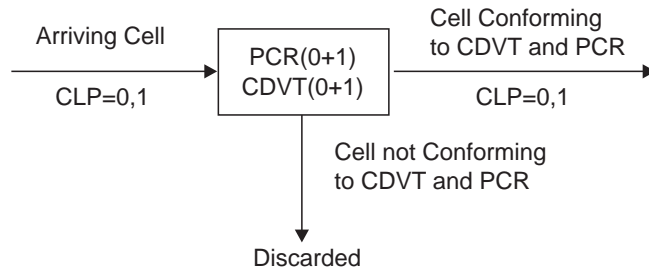 Arriving Cell
CLP=0,1
PCR(0+1)
CDVT(0+1)
Cell Conforming
to CDVT and PCR
CLP=0,1
Cell not Conforming
to CDVT and PCR
Discarded